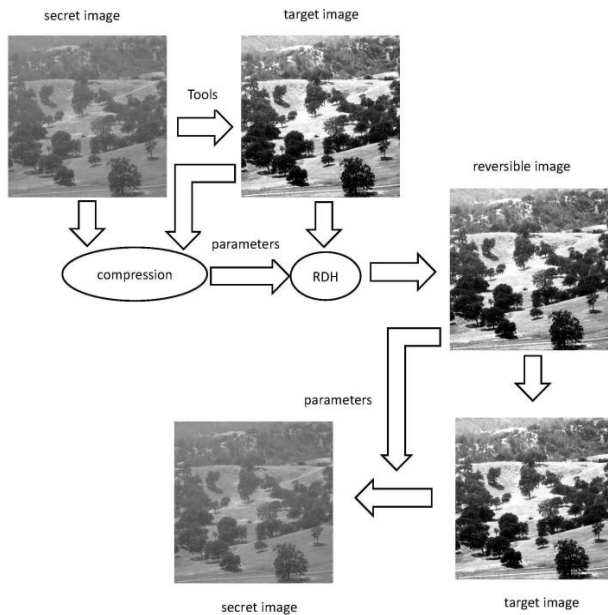 secret image
target image
Tools
reversible image
parameters
compression
RDH
parameters
secret image
target image